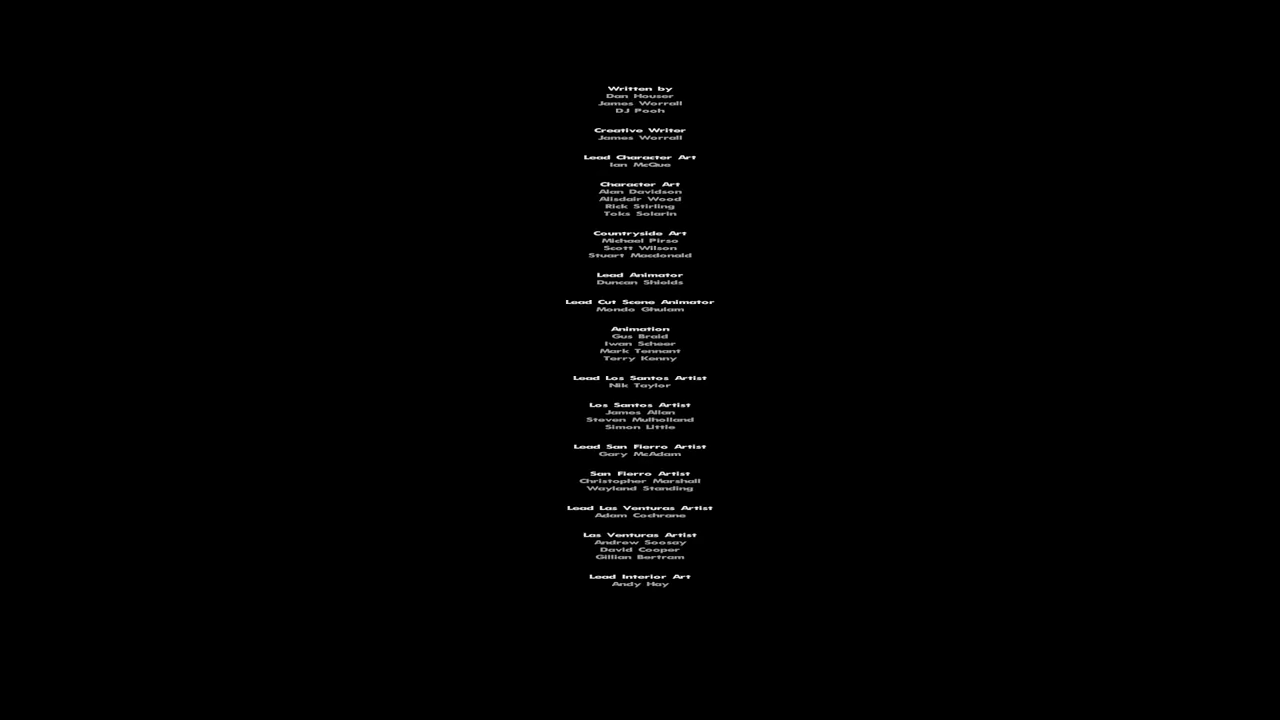 Written by
Dan Houser
James Worrall
DJ Pooh
Creative Writer
James Worrall
Lead Character Art
Ian McQue
Character Art
Alan Davidson
Alisdair Wood
Rick Stirling
Toks Solarin
Countryside Art
Michael Pirso
Scott Wilson
Stuart Macdonald
Lead Animator
Duncan Shields
Lead Cut Scene Animator
Mondo Ghulam
Animation
Gus Braid
Iwan Scheer
Mark Tennant
Terry Kenny
Lead Los Santos Artist
Nik Taylor
Los Santos Artist
James Allan
Steven Mulholland
Simon Little
Lead San Fierro Artist
Gary McAdam
San Fierro Artist
Christopher Marshall
Wayland Standing
Lead Las Venturas Artist
Adam Cochrane
Las Venturas Artist
Andrew Soosay
David Cooper
Gillian Bertram
Lead Interior Art
Andy Hay